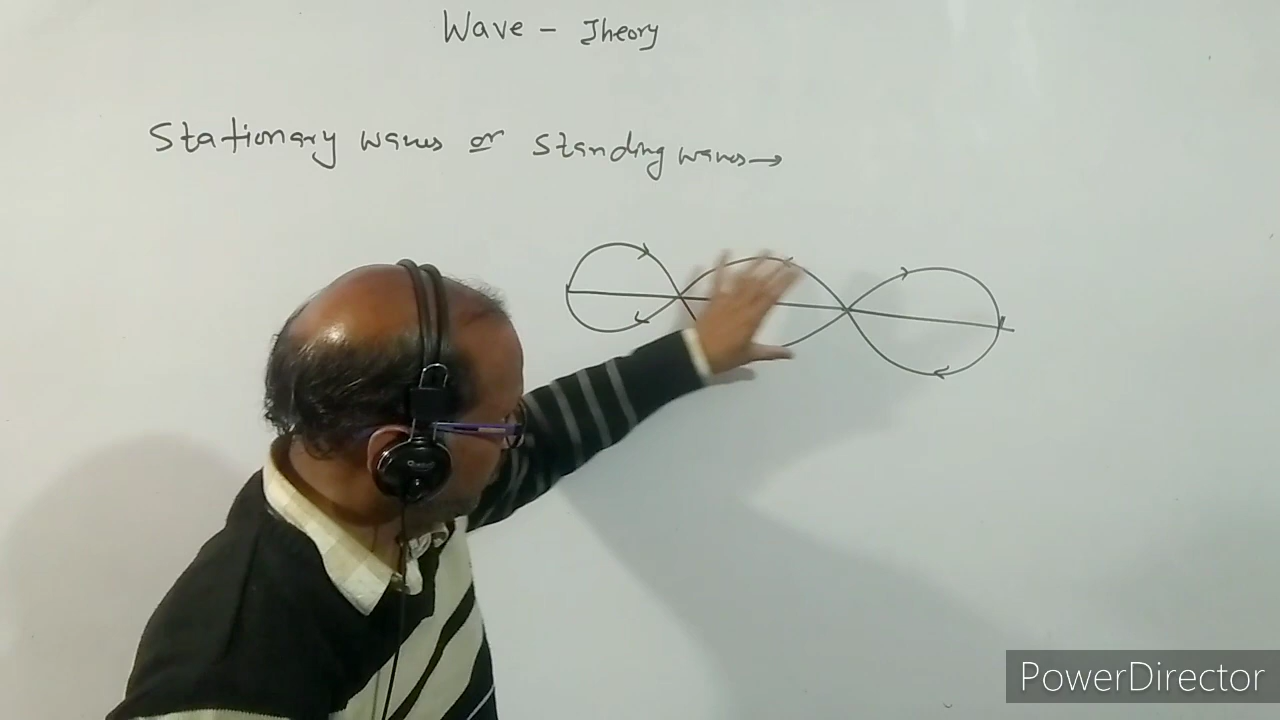 Wave - Theory
Stationary waves or standing waves→
PowerDirector